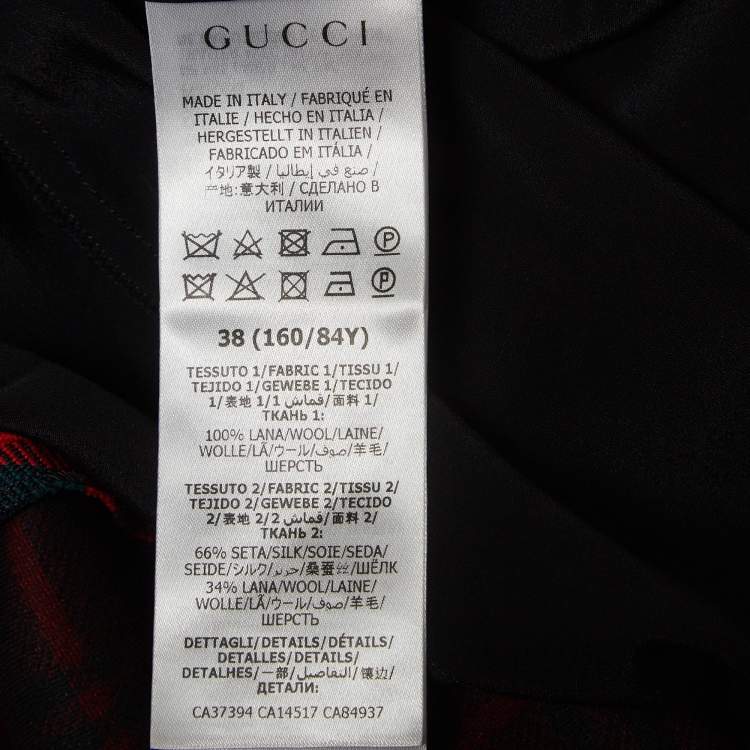 GUCCI
MADE IN ITALY / FABRIQUÉ EN
ITALIE / HECHO EN ITALIA /
HERGESTELLT IN ITALIEN /
FABRICADO EM ITÁLIA /
イタリア製 / صنع في إيطاليا /
产地:意大利 / СДЕЛАНО В
ИТАЛИИ
P
P
38 (160/84Y)
TESSUTO 1/FABRIC 1/TISSU 1/
TEJIDO 1/GEWEBE 1/TECIDO
1/表地 1/قماش 1/面料 1/
ТКАНЬ 1:
100% LANA/WOOL/LAINE/
WOLLE/LÃ/ウール/صوف/羊毛/
ШЕРСТЬ
TESSUTO 2/FABRIC 2/TISSU 2/
TEJIDO 2/GEWEBE 2/TECIDO
2/表地 2/قماش 2/面料 2/
ТКАНЬ 2:
66% SETA/SILK/SOIE/SEDA/
SEIDE/シルク/حرير/桑蚕丝/ШЁЛК
34% LANA/WOOL/LAINE/
WOLLE/LÃ/ウール/صوف/羊毛/
ШЕРСТЬ
DETTAGLI/DETAILS/DÉTAILS/
DETALLES/DETAILS/
DETALHES/一部/التفاصيل/镶边/
ДЕТАЛИ:
CA37394 CA14517 CA84937